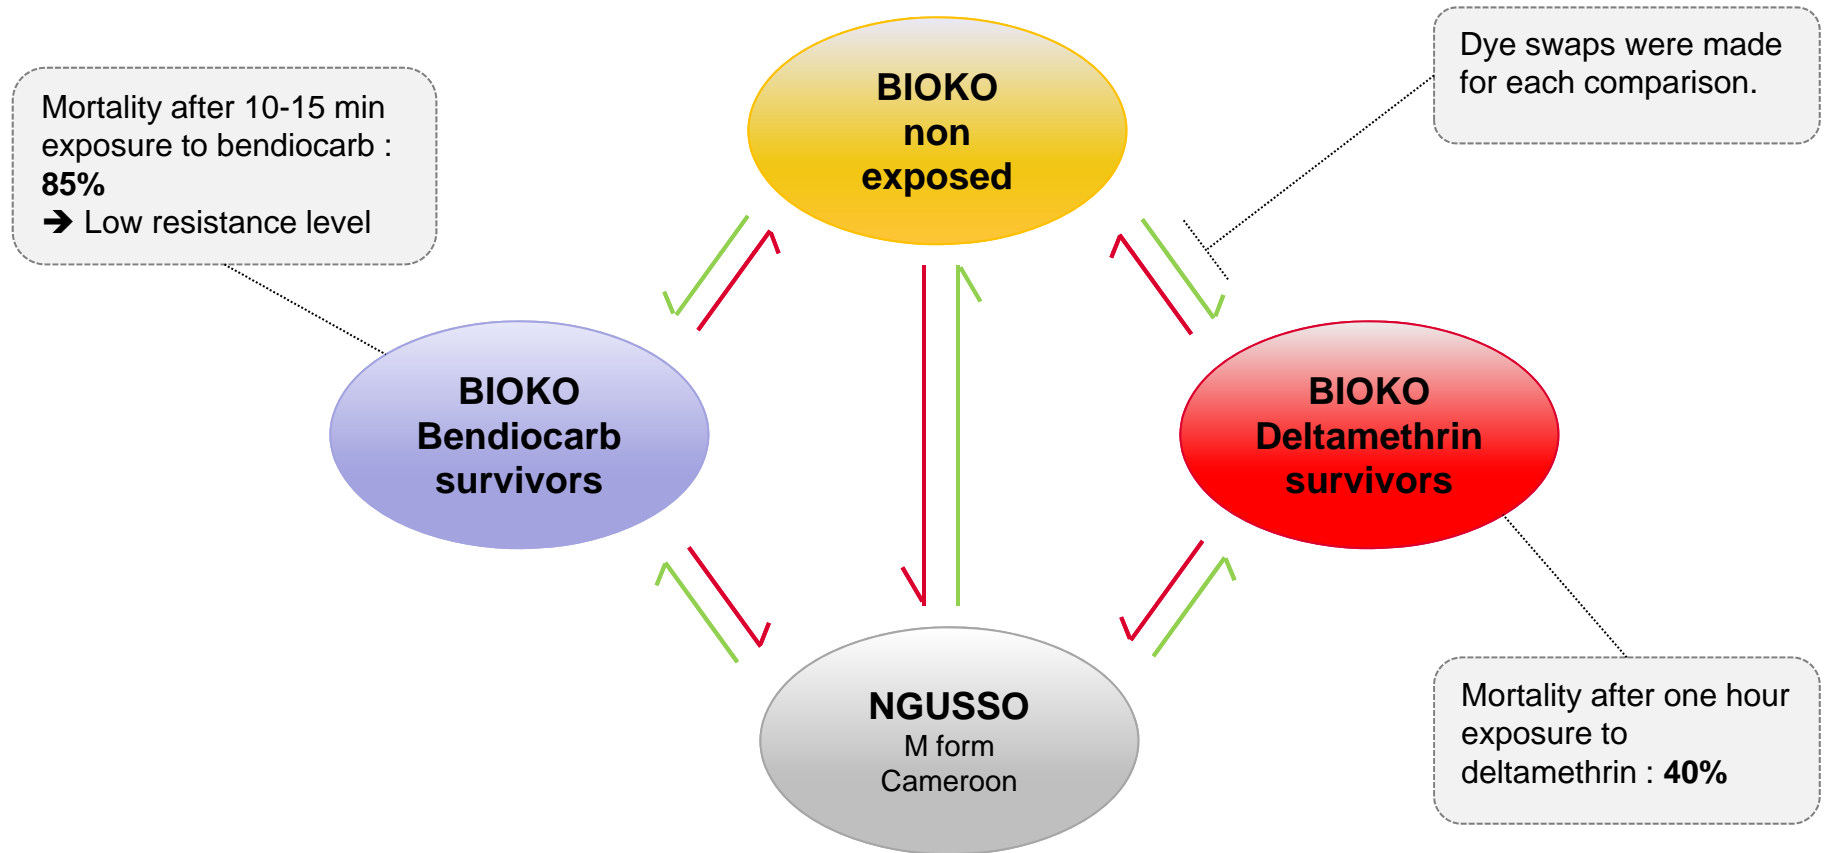 BIOKO
non
exposed
Dye swaps were made
for each comparison.
Mortality after 10-15 min
exposure to bendiocarb :
85%
➔ Low resistance level
BIOKO
Bendiocarb
survivors
BIOKO
Deltamethrin
survivors
NGUSSO
M form
Cameroon
Mortality after one hour
exposure to
deltamethrin : 40%